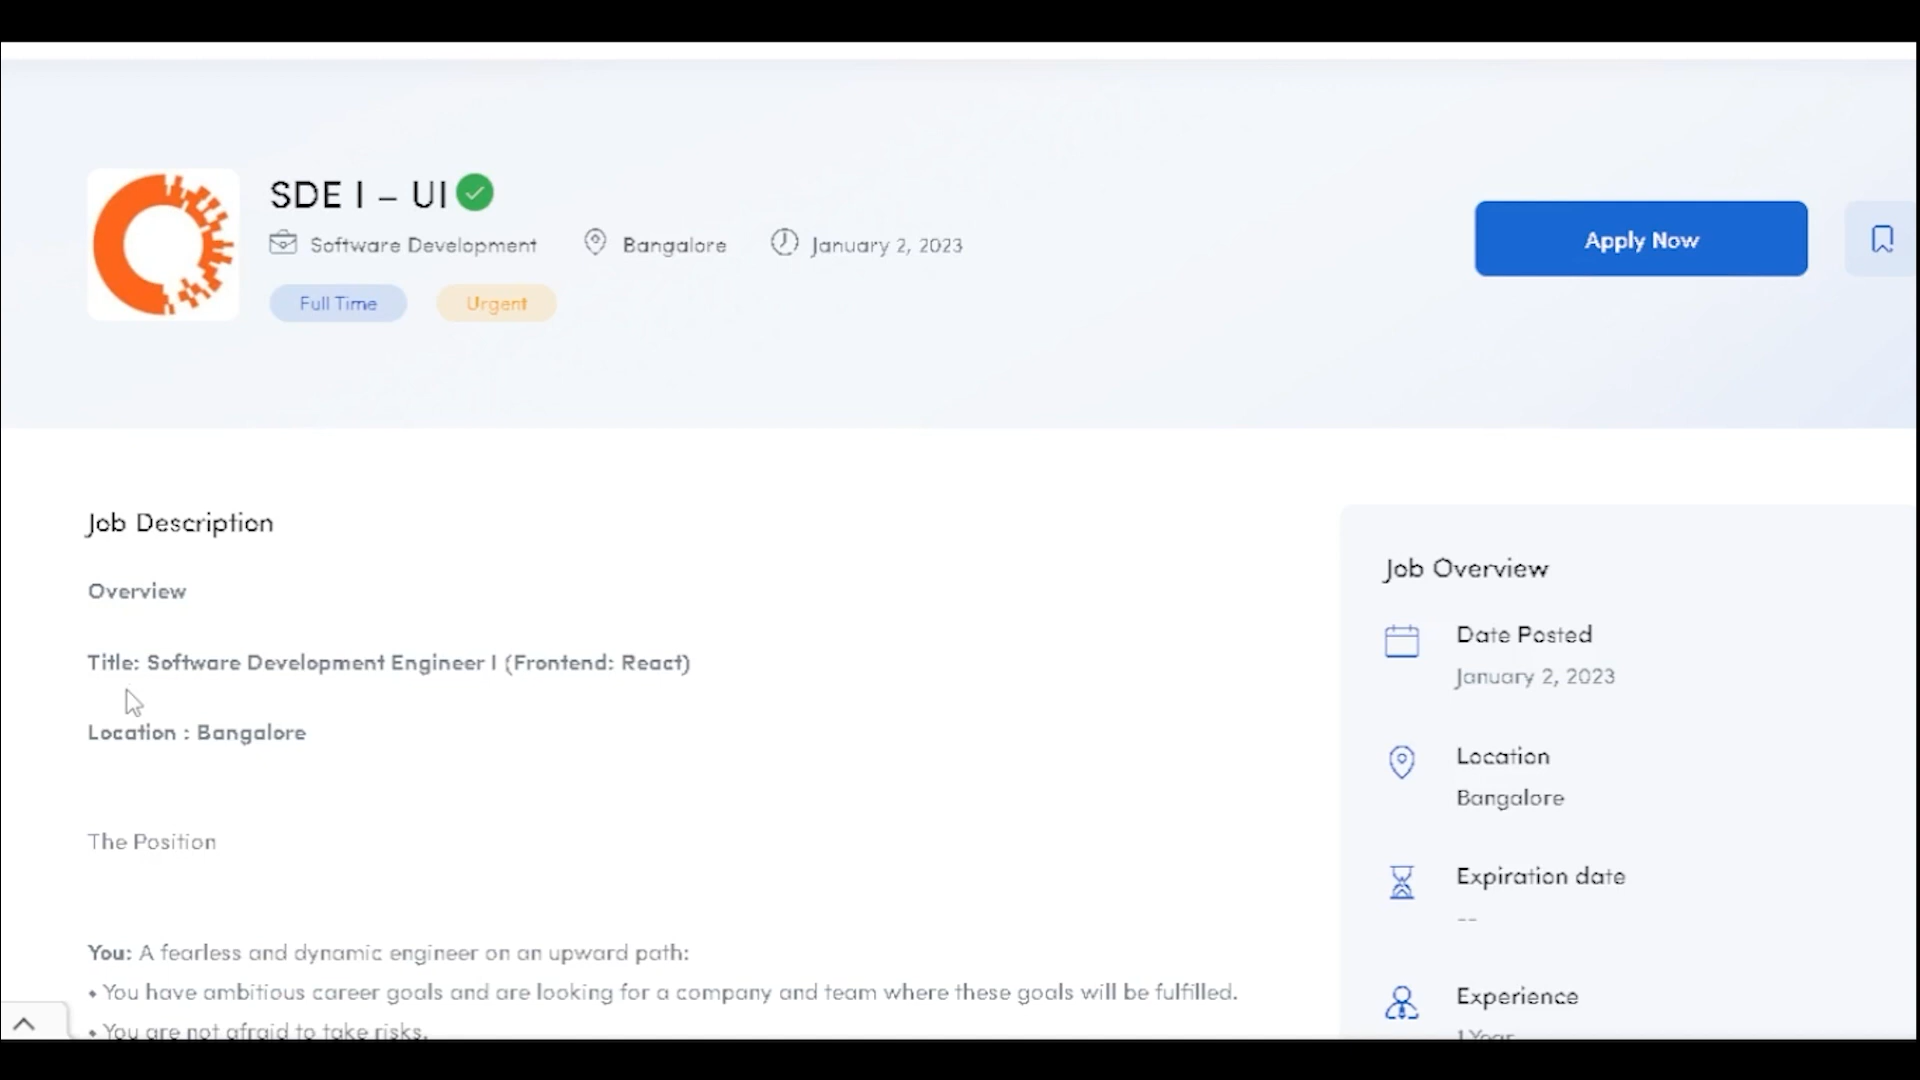 SDE I – UI
Software Development Bangalore January 2, 2023
Full Time Urgent
Apply Now
Job Description
Overview
Title: Software Development Engineer I (Frontend: React)
Location : Bangalore
The Position
You: A fearless and dynamic engineer on an upward path:
• You have ambitious career goals and are looking for a company and team where these goals will be fulfilled.
• You are not afraid to take risks.
Job Overview
Date Posted
January 2, 2023
Location
Bangalore
Expiration date
--
Experience
1 Year